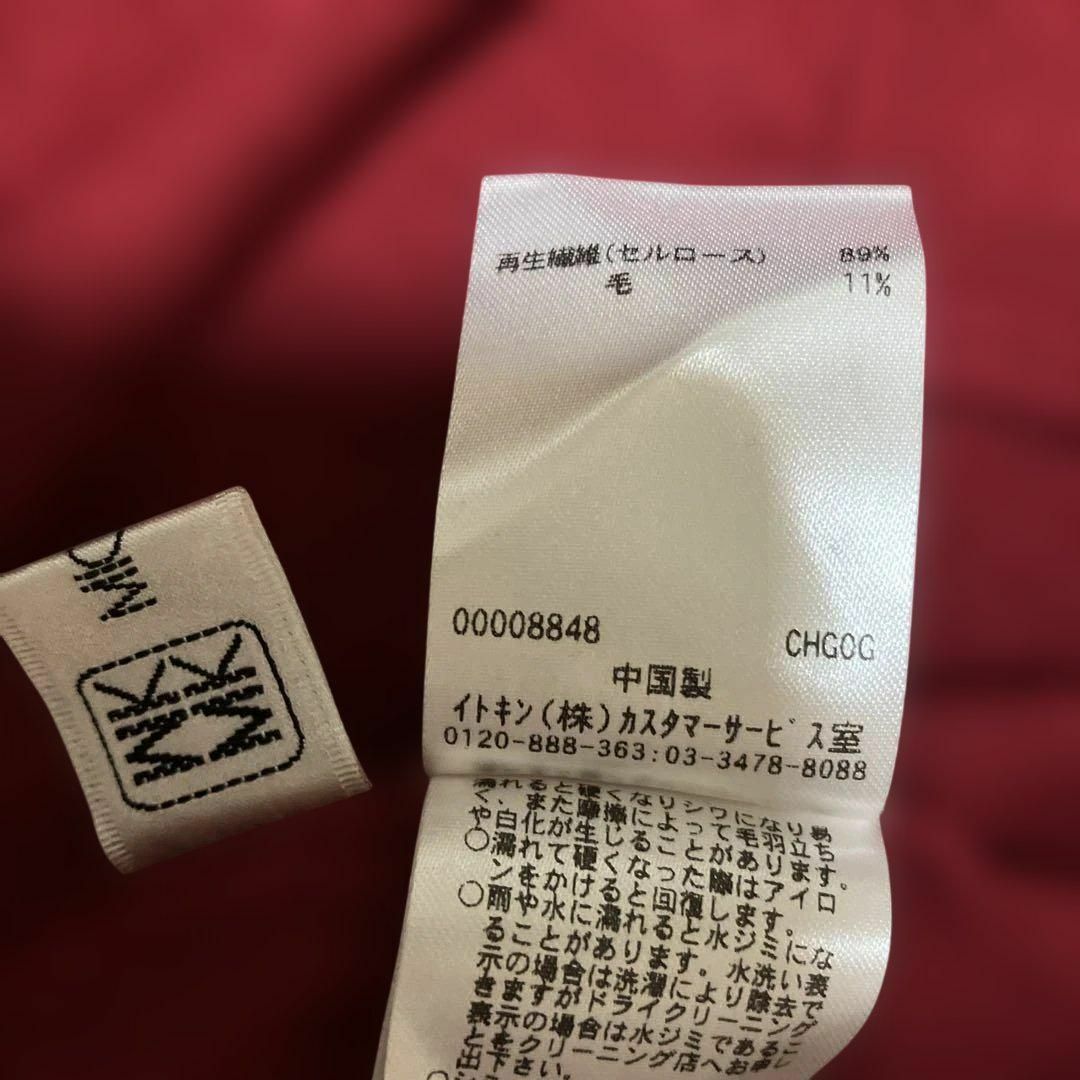 再生繊維(セルロース) 89%
毛 11%
00008848 CHGOG
中国製
イトキン(株)カスタマーサービス室
0120-888-363:03-3478-8088
濡れると硬くなりシワになり易
く、また摩擦によって毛羽立ち
や白化が生じることがあります。
○濡れて硬くなった際はアイロ
ンをかけると回復します。
○雨や水に濡れると水ジミにな
ることがあります。水洗い表
示の場合は洗濯により除去で
きますがドライクリーニング
表示の場合は水ジミであるこ
とをクリーニング店へお申し
出下さい。
MIC
MK
MK